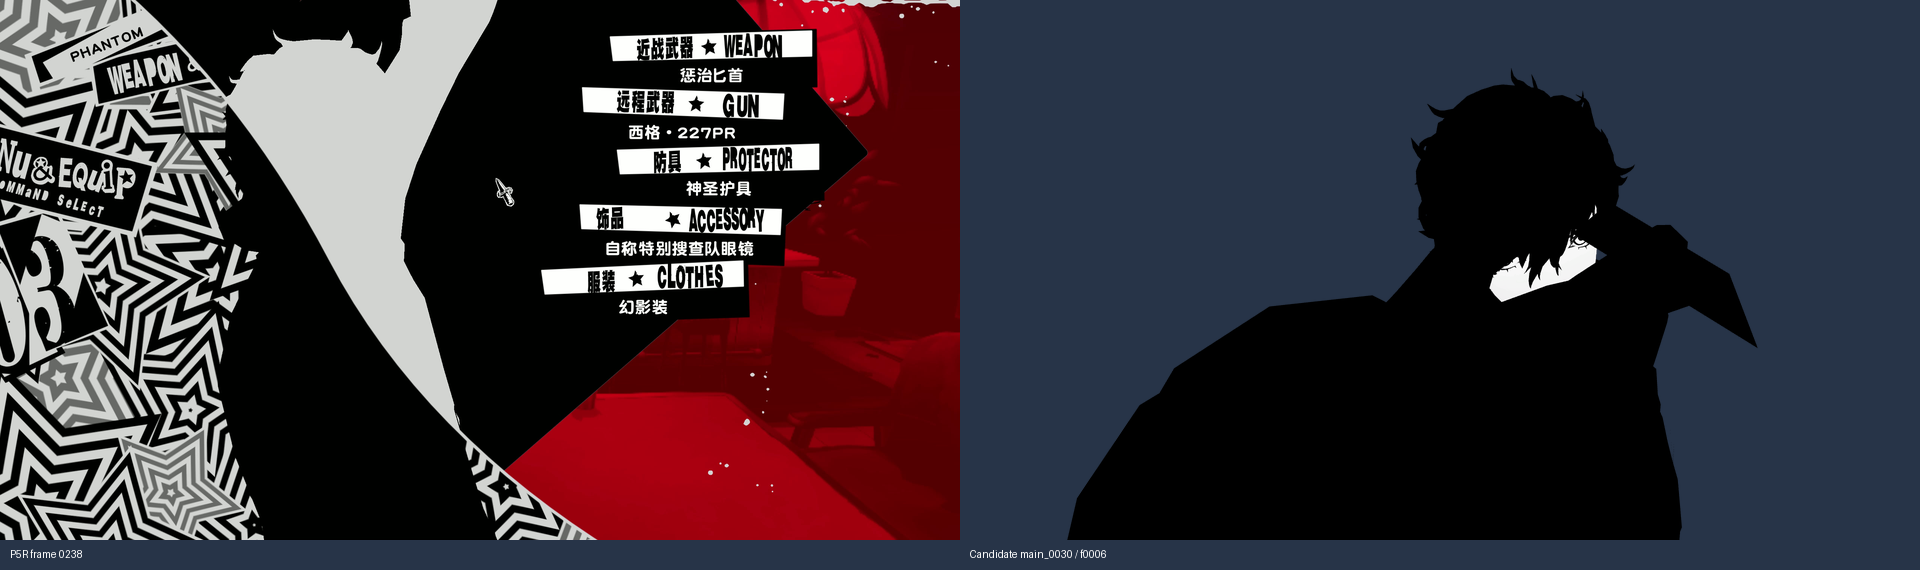 PHANTOM
WEAPON &
NU&EQUIP
COMMAND SELECT
03
近战武器 ★ WEAPON
惩治匕首
远程武器 ★ GUN
西格·227PR
防具 ★ PROTECTOR
神圣护具
饰品 ★ ACCESSORY
自称特别搜查队眼镜
服装 ★ CLOTHES
幻影装
P5R frame 0238
Candidate main_0030 / f0006